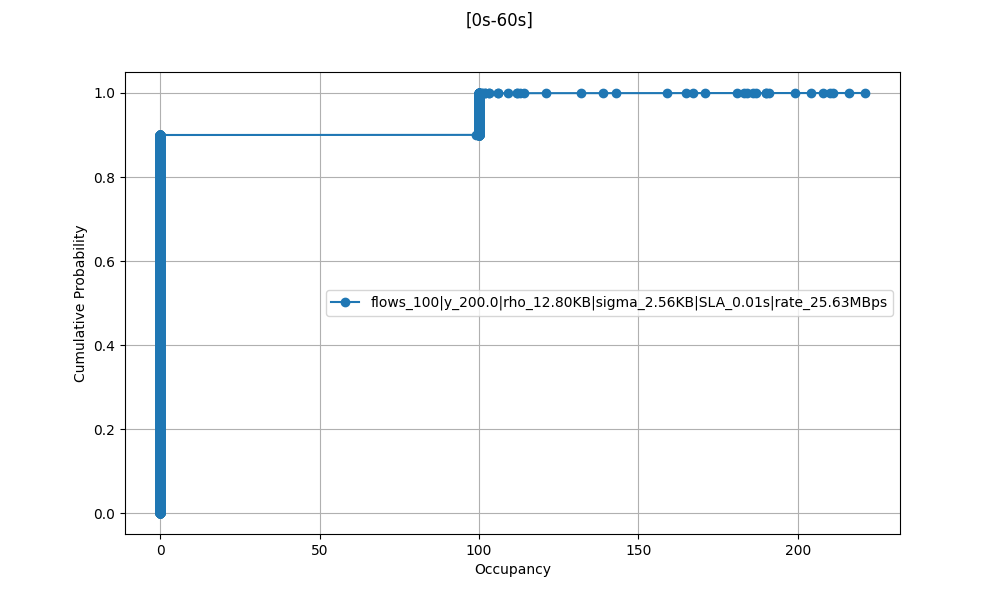 [0s-60s]
1.0
0.8
0.6
0.4
0.2
0.0
Cumulative Probability
flows_100|y_200.0|rho_12.80KB|sigma_2.56KB|SLA_0.01s|rate_25.63MBps
0 50 100 150 200
Occupancy